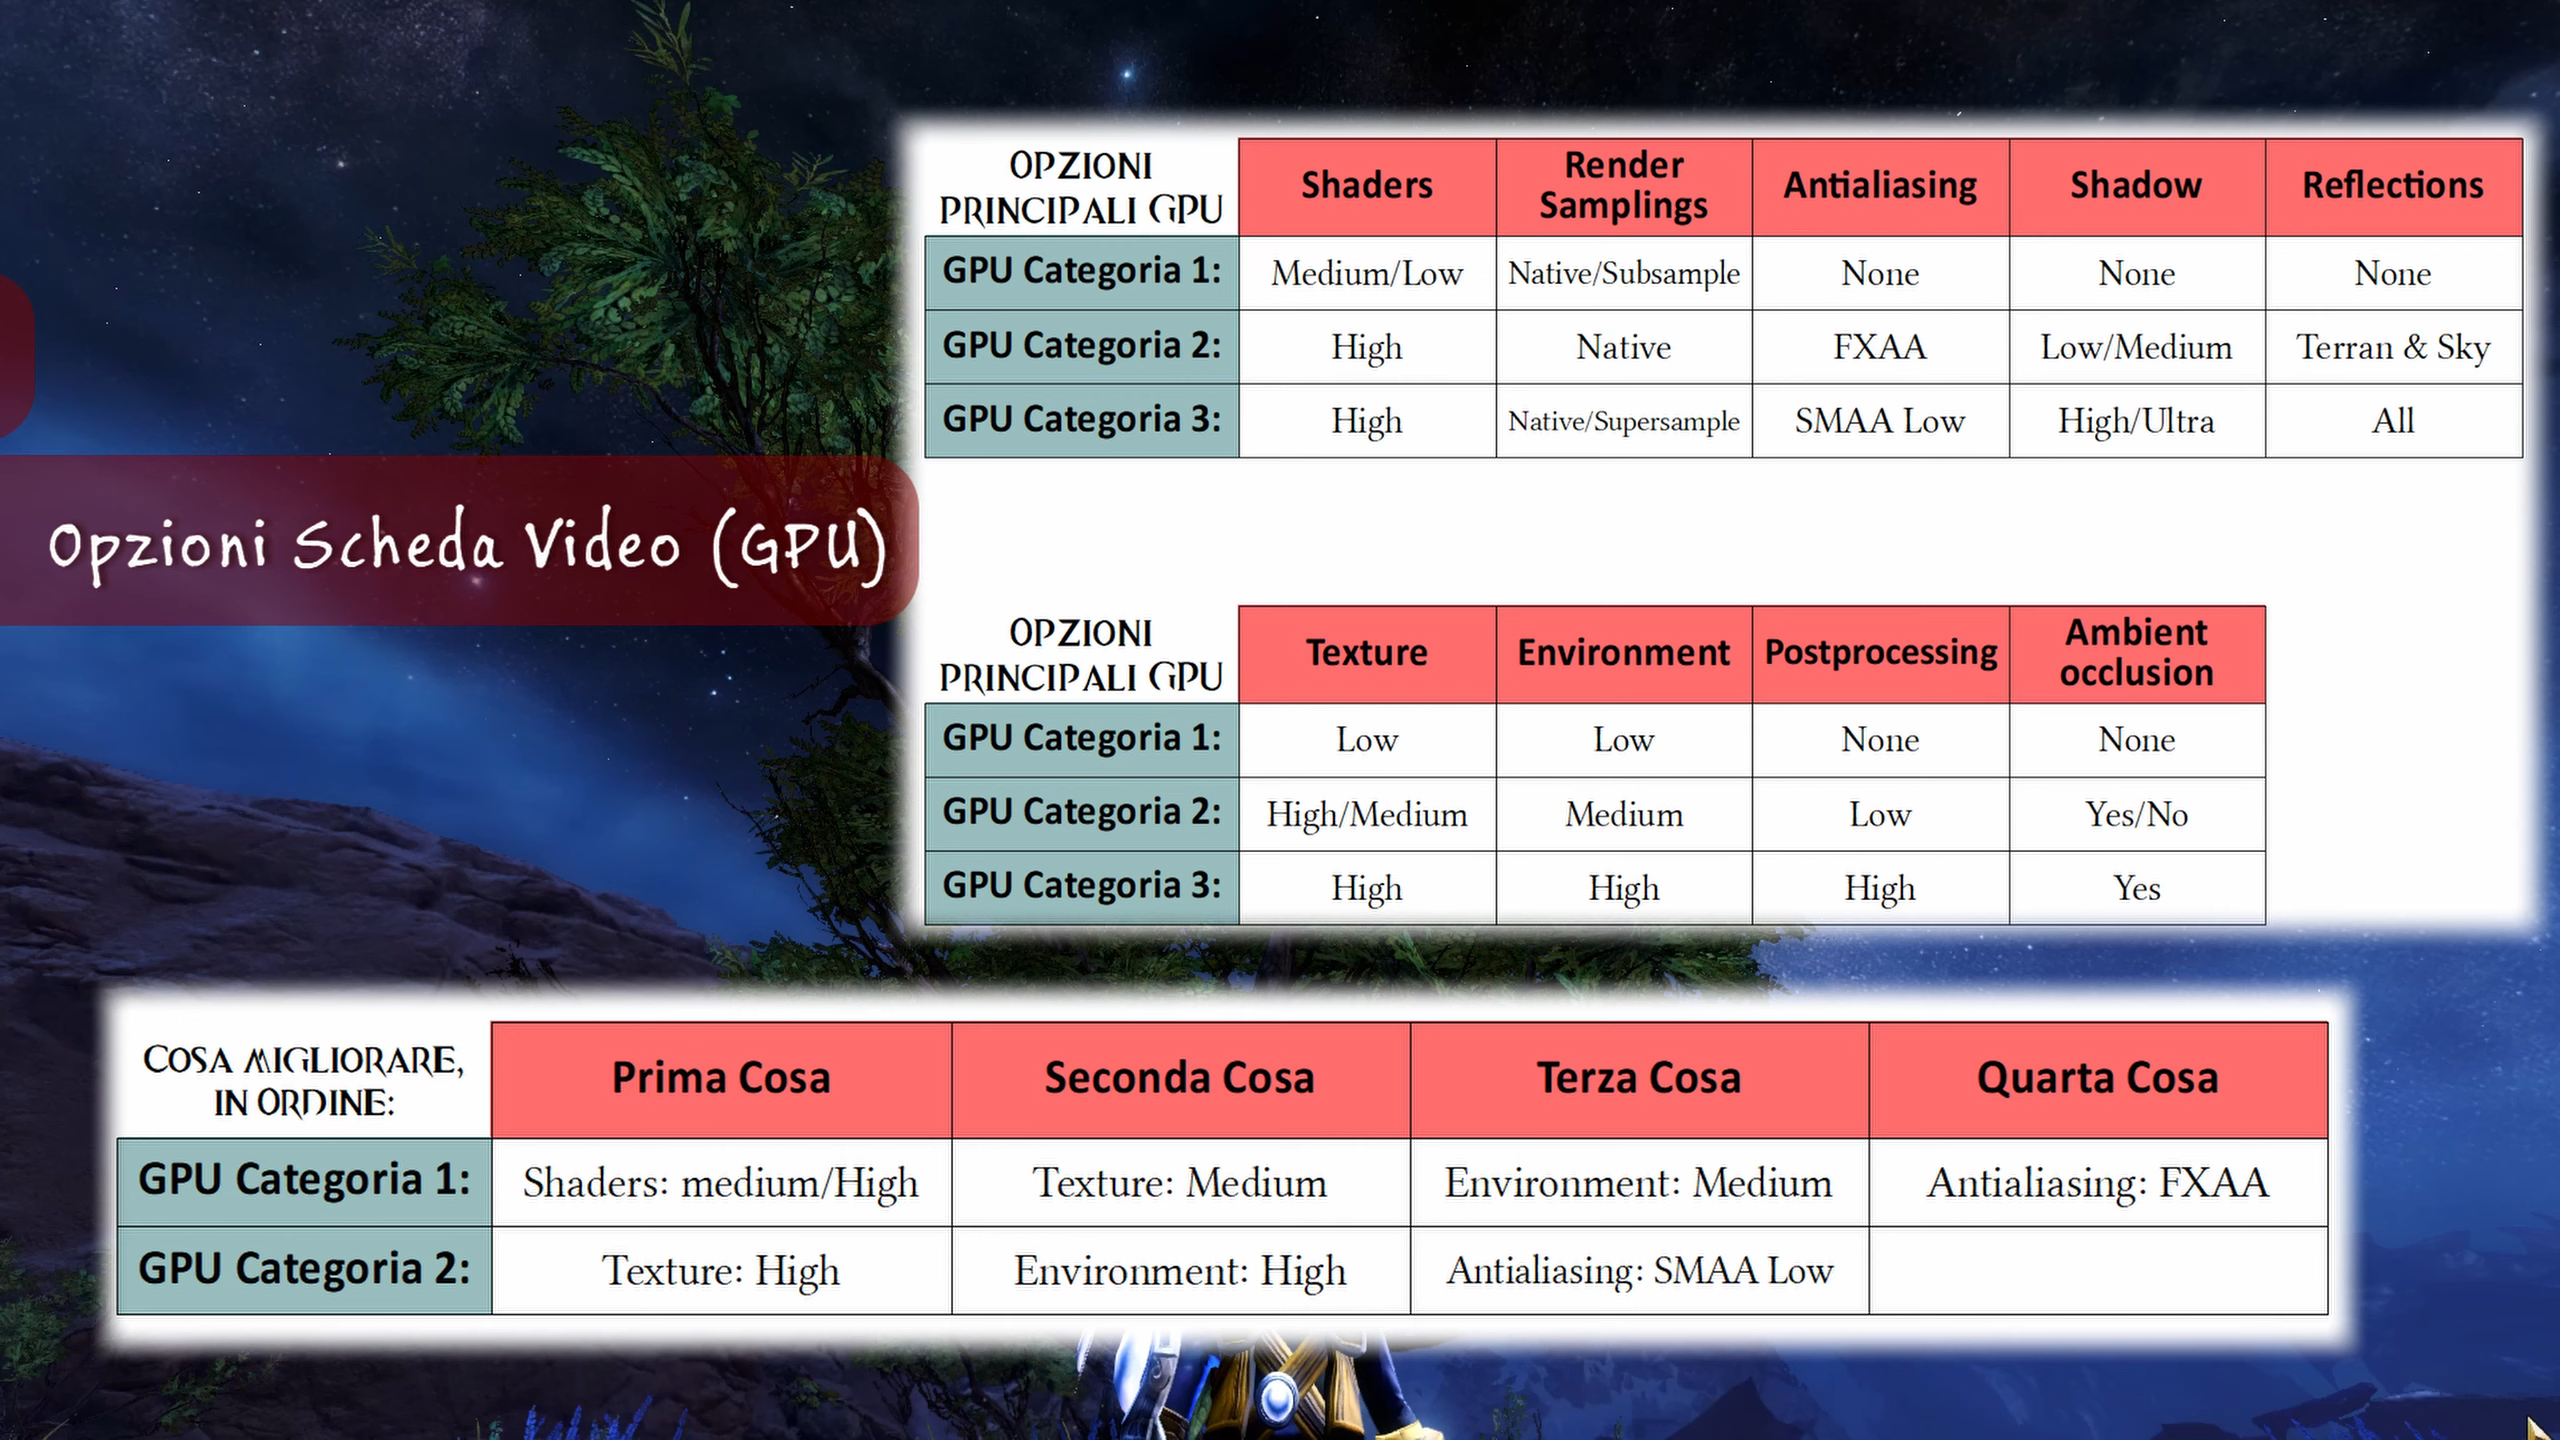 Opzioni Scheda Video (GPU)
OPZIONI PRINCIPALI GPU Shaders Render Samplings Antialiasing Shadow Reflections
GPU Categoria 1: Medium/Low Native/Subsample None None None
GPU Categoria 2: High Native FXAA Low/Medium Terran & Sky
GPU Categoria 3: High Native/Supersample SMAA Low High/Ultra All
OPZIONI PRINCIPALI GPU Texture Environment Postprocessing Ambient occlusion
GPU Categoria 1: Low Low None None
GPU Categoria 2: High/Medium Medium Low Yes/No
GPU Categoria 3: High High High Yes
COSA MIGLIORARE, IN ORDINE: Prima Cosa Seconda Cosa Terza Cosa Quarta Cosa
GPU Categoria 1: Shaders: medium/High Texture: Medium Environment: Medium Antialiasing: FXAA
GPU Categoria 2: Texture: High Environment: High Antialiasing: SMAA Low